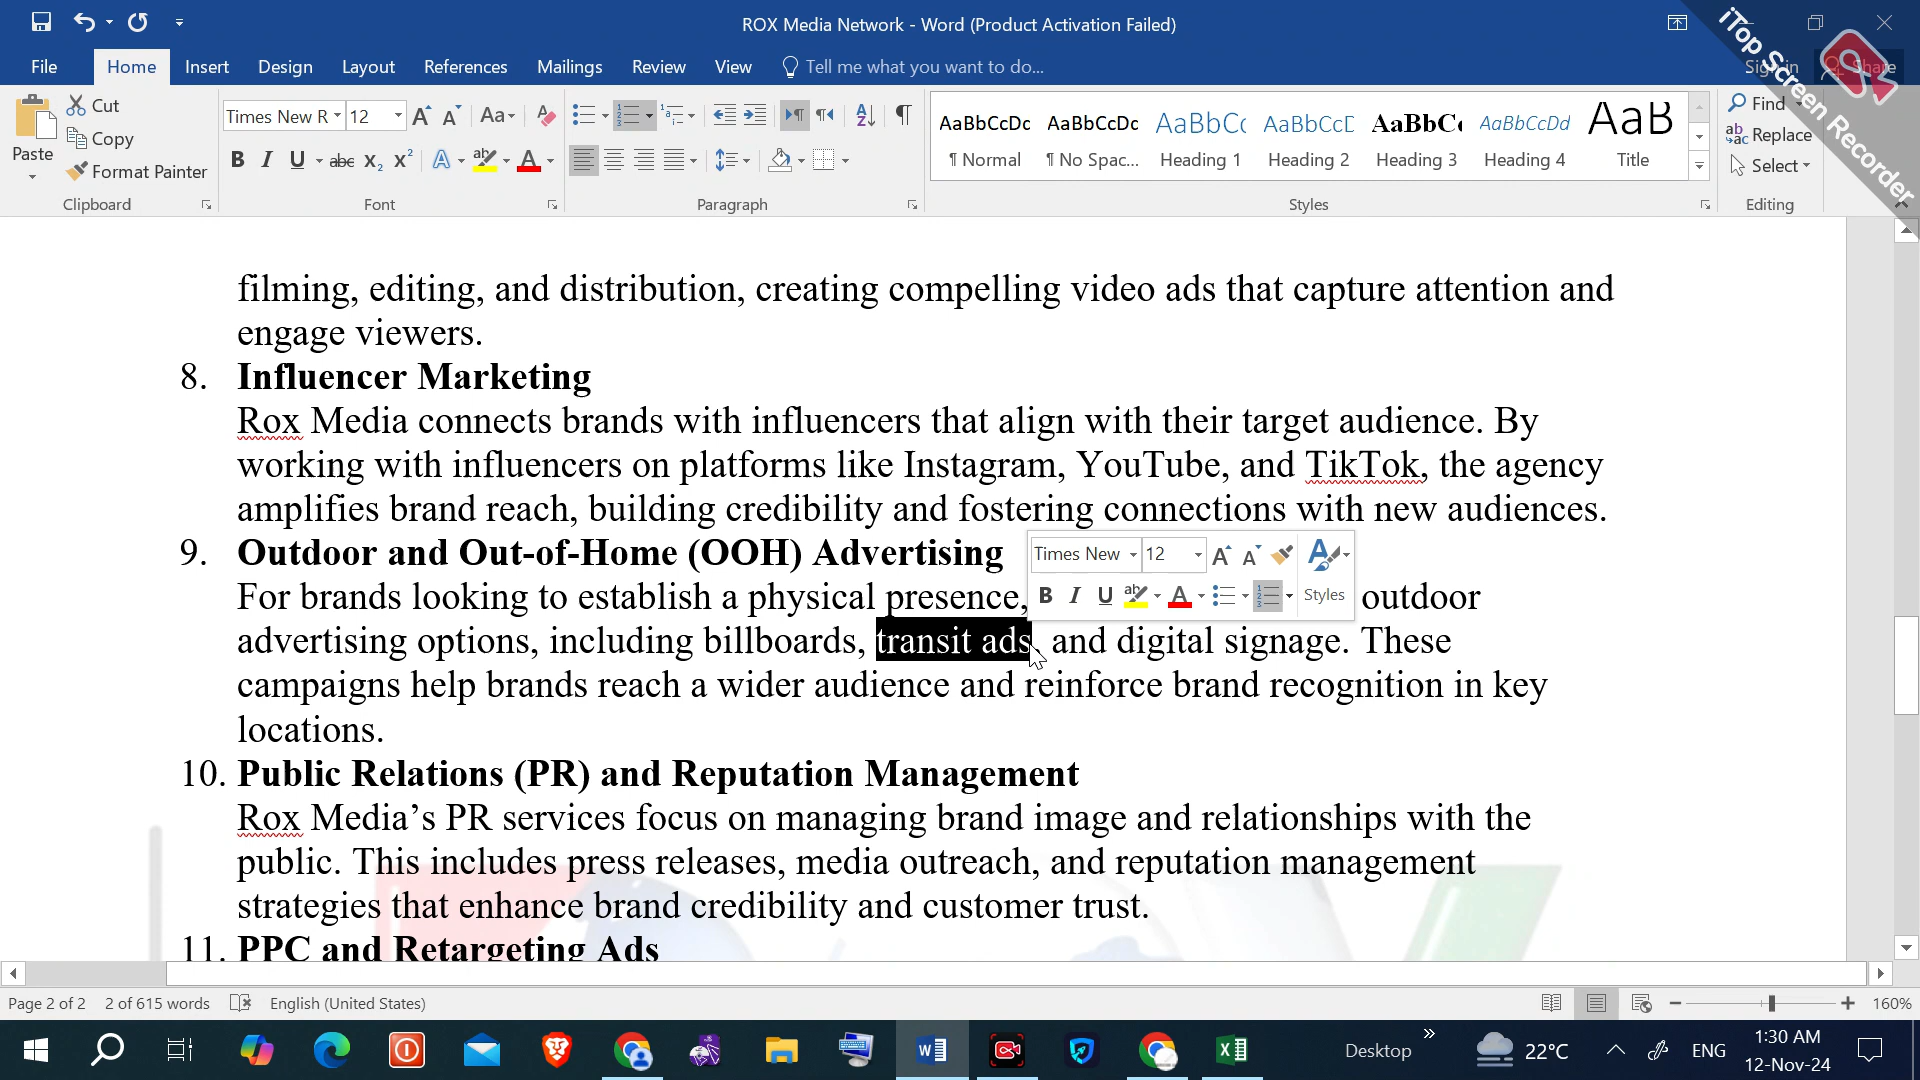 ROX Media Network - Word (Product Activation Failed)
File Home Insert Design Layout References Mailings Review View Tell me what you want to do...
iTop Screen Recorder
Paste
Cut
Copy
Format Painter
Clipboard
Times New R 12
Aa
B I U abc X₂ X² A ab A
Font
Paragraph
AaBbCcDc AaBbCcDc AaBbCc AaBbCcD AaBbCc AaBbCcDd AaB
¶ Normal ¶ No Spac... Heading 1 Heading 2 Heading 3 Heading 4 Title
Styles
Find
Replace
Select
Editing
filming, editing, and distribution, creating compelling video ads that capture attention and
engage viewers.
8. Influencer Marketing
Rox Media connects brands with influencers that align with their target audience. By
working with influencers on platforms like Instagram, YouTube, and TikTok, the agency
amplifies brand reach, building credibility and fostering connections with new audiences.
9. Outdoor and Out-of-Home (OOH) Advertising
Times New 12
B I U ab A Styles
For brands looking to establish a physical presence, outdoor
advertising options, including billboards, transit ads, and digital signage. These
campaigns help brands reach a wider audience and reinforce brand recognition in key
locations.
10. Public Relations (PR) and Reputation Management
Rox Media’s PR services focus on managing brand image and relationships with the
public. This includes press releases, media outreach, and reputation management
strategies that enhance brand credibility and customer trust.
11. PPC and Retargeting Ads
Page 2 of 2 2 of 615 words English (United States) 160%
Desktop 22°C ENG 1:30 AM
12-Nov-24